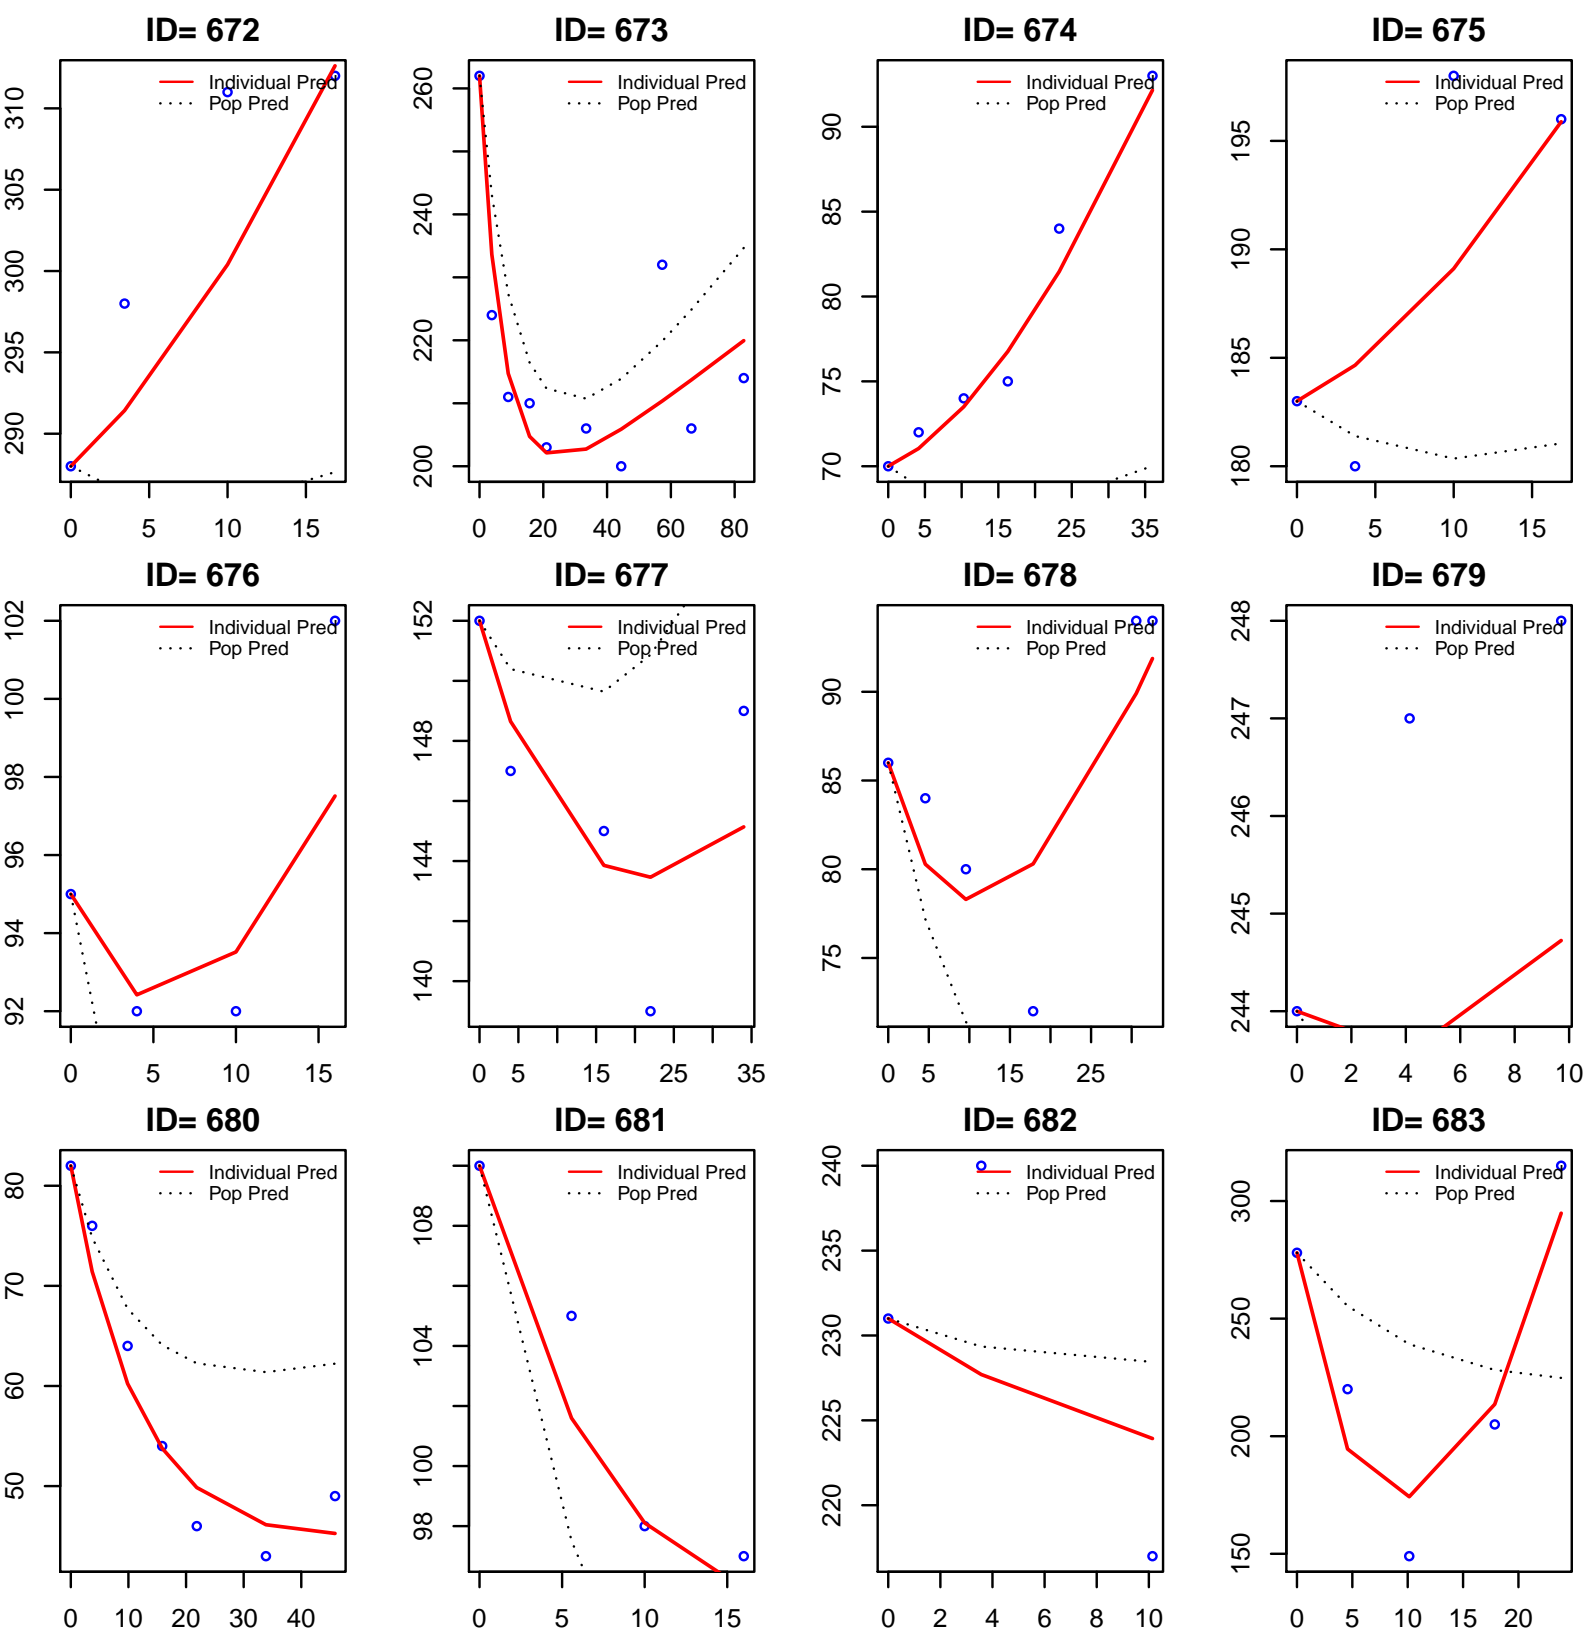 ID= 672
Individual Pred
Pop Pred
290 295 300 305 310
0 5 10 15
ID= 673
Individual Pred
Pop Pred
200 220 240 260
0 20 40 60 80
ID= 674
Individual Pred
Pop Pred
70 75 80 85 90
0 5 15 25 35
ID= 675
Individual Pred
Pop Pred
180 185 190 195
0 5 10 15
ID= 676
Individual Pred
Pop Pred
92 94 96 98 100 102
0 5 10 15
ID= 677
Individual Pred
Pop Pred
140 144 148 152
0 5 15 25 35
ID= 678
Individual Pred
Pop Pred
75 80 85 90
0 5 15 25
ID= 679
Individual Pred
Pop Pred
244 245 246 247 248
0 2 4 6 8 10
ID= 680
Individual Pred
Pop Pred
50 60 70 80
0 10 20 30 40
ID= 681
Individual Pred
Pop Pred
98 100 104 108
0 5 10 15
ID= 682
Individual Pred
Pop Pred
220 225 230 235 240
0 2 4 6 8 10
ID= 683
Individual Pred
Pop Pred
150 200 250 300
0 5 10 20